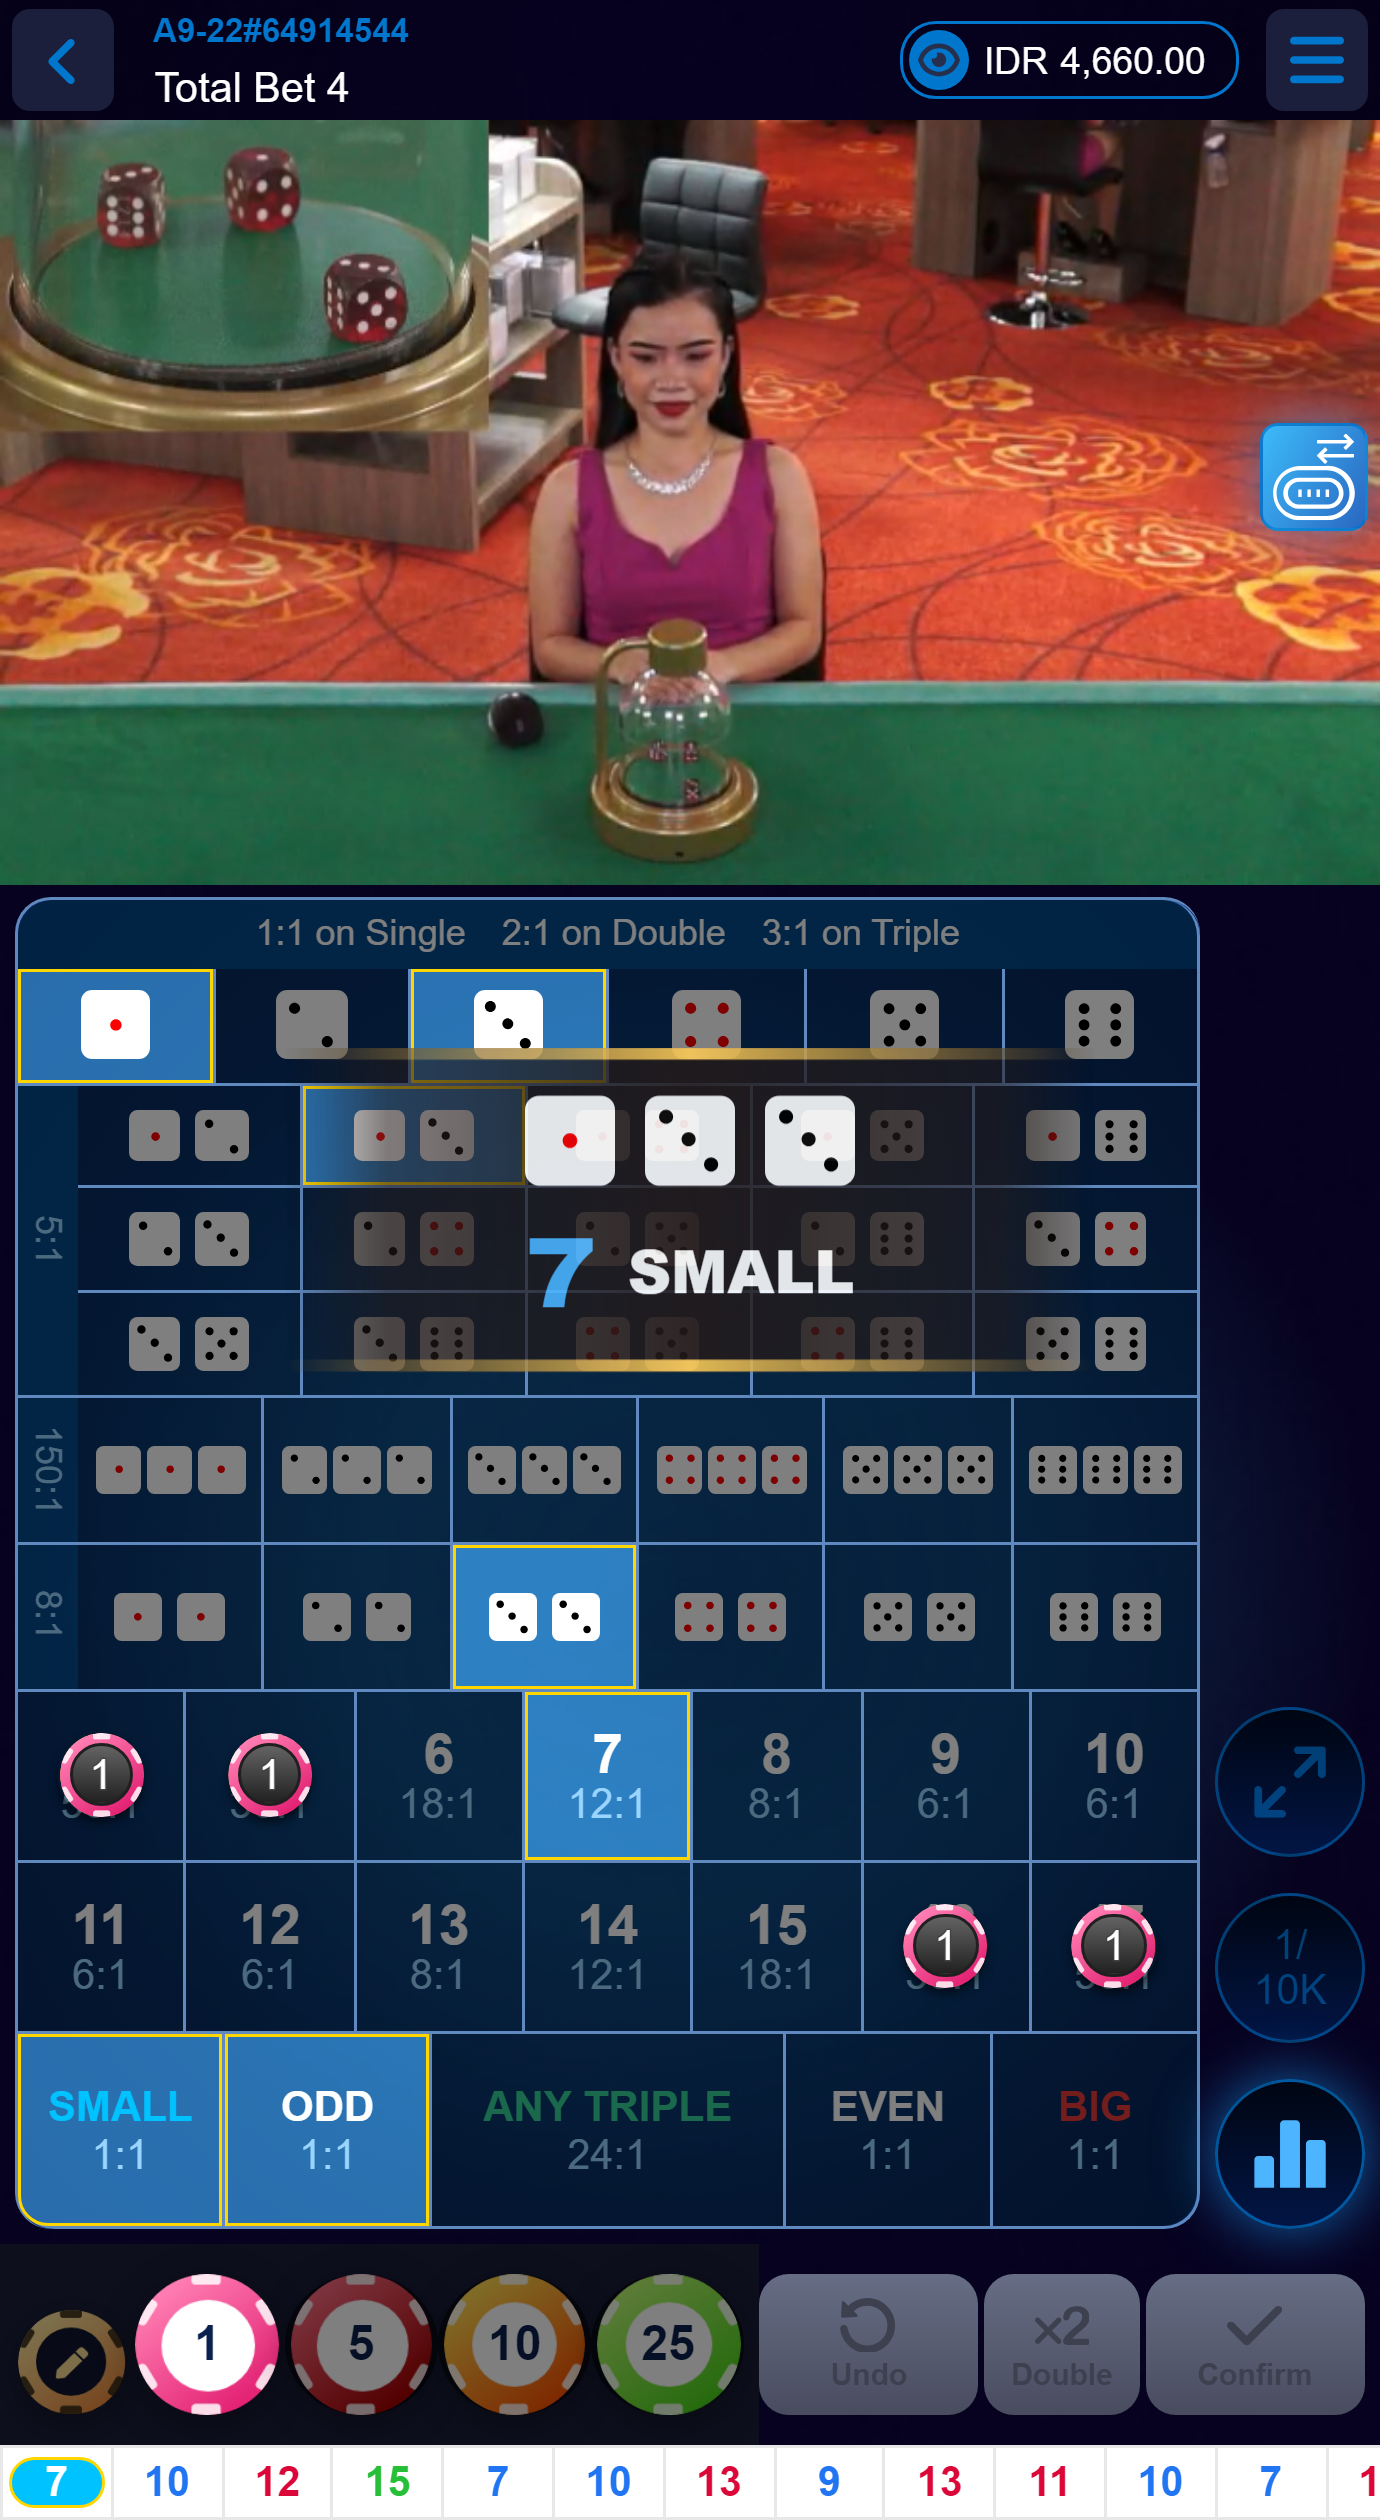 A9-22#64914544
Total Bet 4
IDR 4,660.00
1:1 on Single 2:1 on Double 3:1 on Triple
5:1
7 SMALL
150:1
8:1
1 1 6 7 8 9 10
18:1 12:1 8:1 6:1 6:1
11 12 13 14 15 1 1
6:1 6:1 8:1 12:1 18:1
SMALL ODD ANY TRIPLE EVEN BIG
1:1 1:1 24:1 1:1 1:1
1/
10K
1 5 10 25 x2
Undo Double Confirm
7 10 12 15 7 10 13 9 13 11 10 7